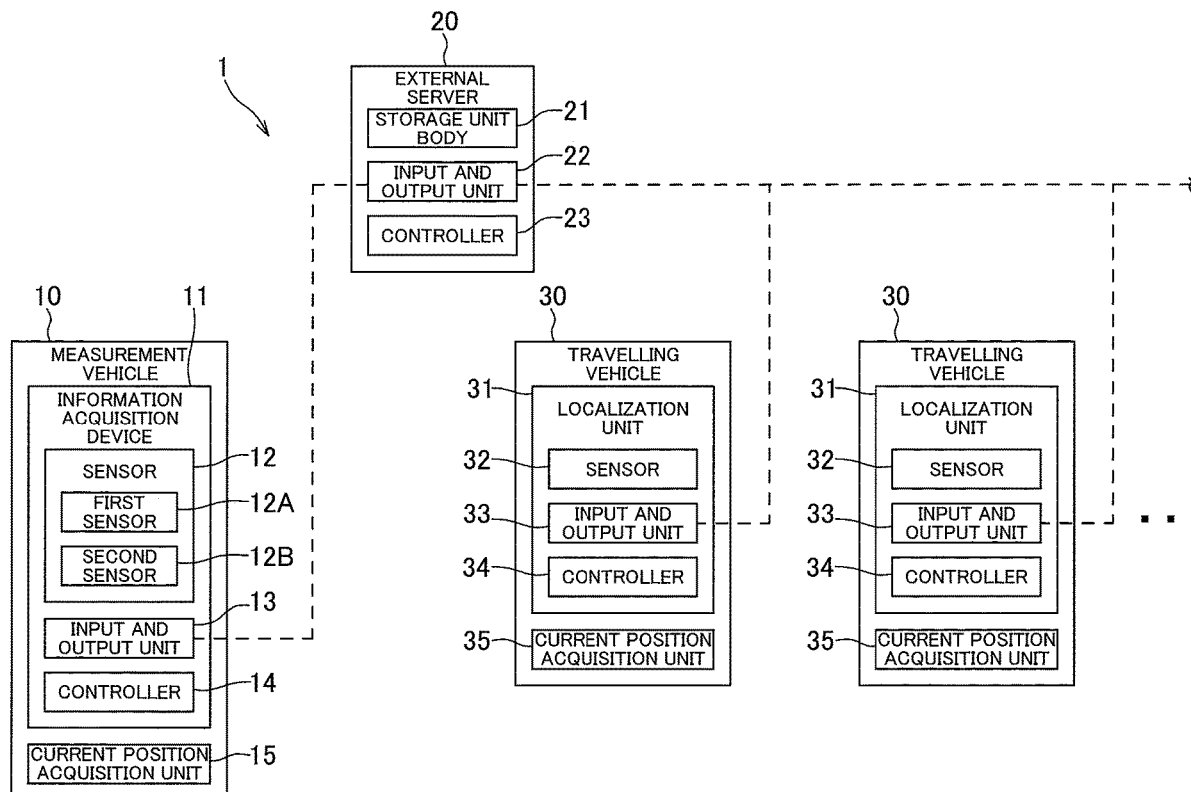 20
1
EXTERNAL
SERVER
STORAGE UNIT
BODY
21
22
INPUT AND
OUTPUT UNIT
CONTROLLER
23
10
11
MEASUREMENT
VEHICLE
INFORMATION
ACQUISITION
DEVICE
SENSOR
12
FIRST
SENSOR
12A
SECOND
SENSOR
12B
13
INPUT AND
OUTPUT UNIT
CONTROLLER
14
CURRENT POSITION
ACQUISITION UNIT
15
30
TRAVELLING
VEHICLE
31
LOCALIZATION
UNIT
32
SENSOR
33
INPUT AND
OUTPUT UNIT
34
CONTROLLER
35
CURRENT POSITION
ACQUISITION UNIT
30
TRAVELLING
VEHICLE
31
LOCALIZATION
UNIT
32
SENSOR
33
INPUT AND
OUTPUT UNIT
34
CONTROLLER
35
CURRENT POSITION
ACQUISITION UNIT